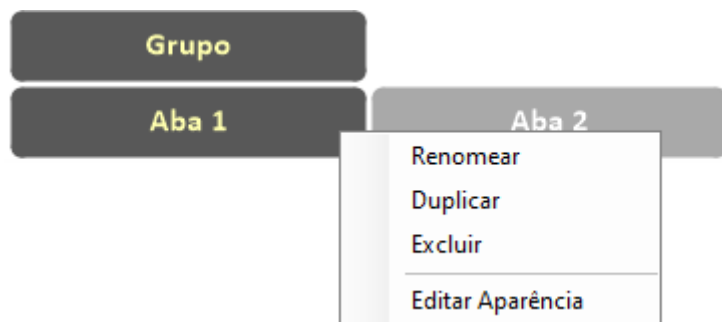 Grupo
Aba 1
Aba 2
Renomear
Duplicar
Excluir
Editar Aparência